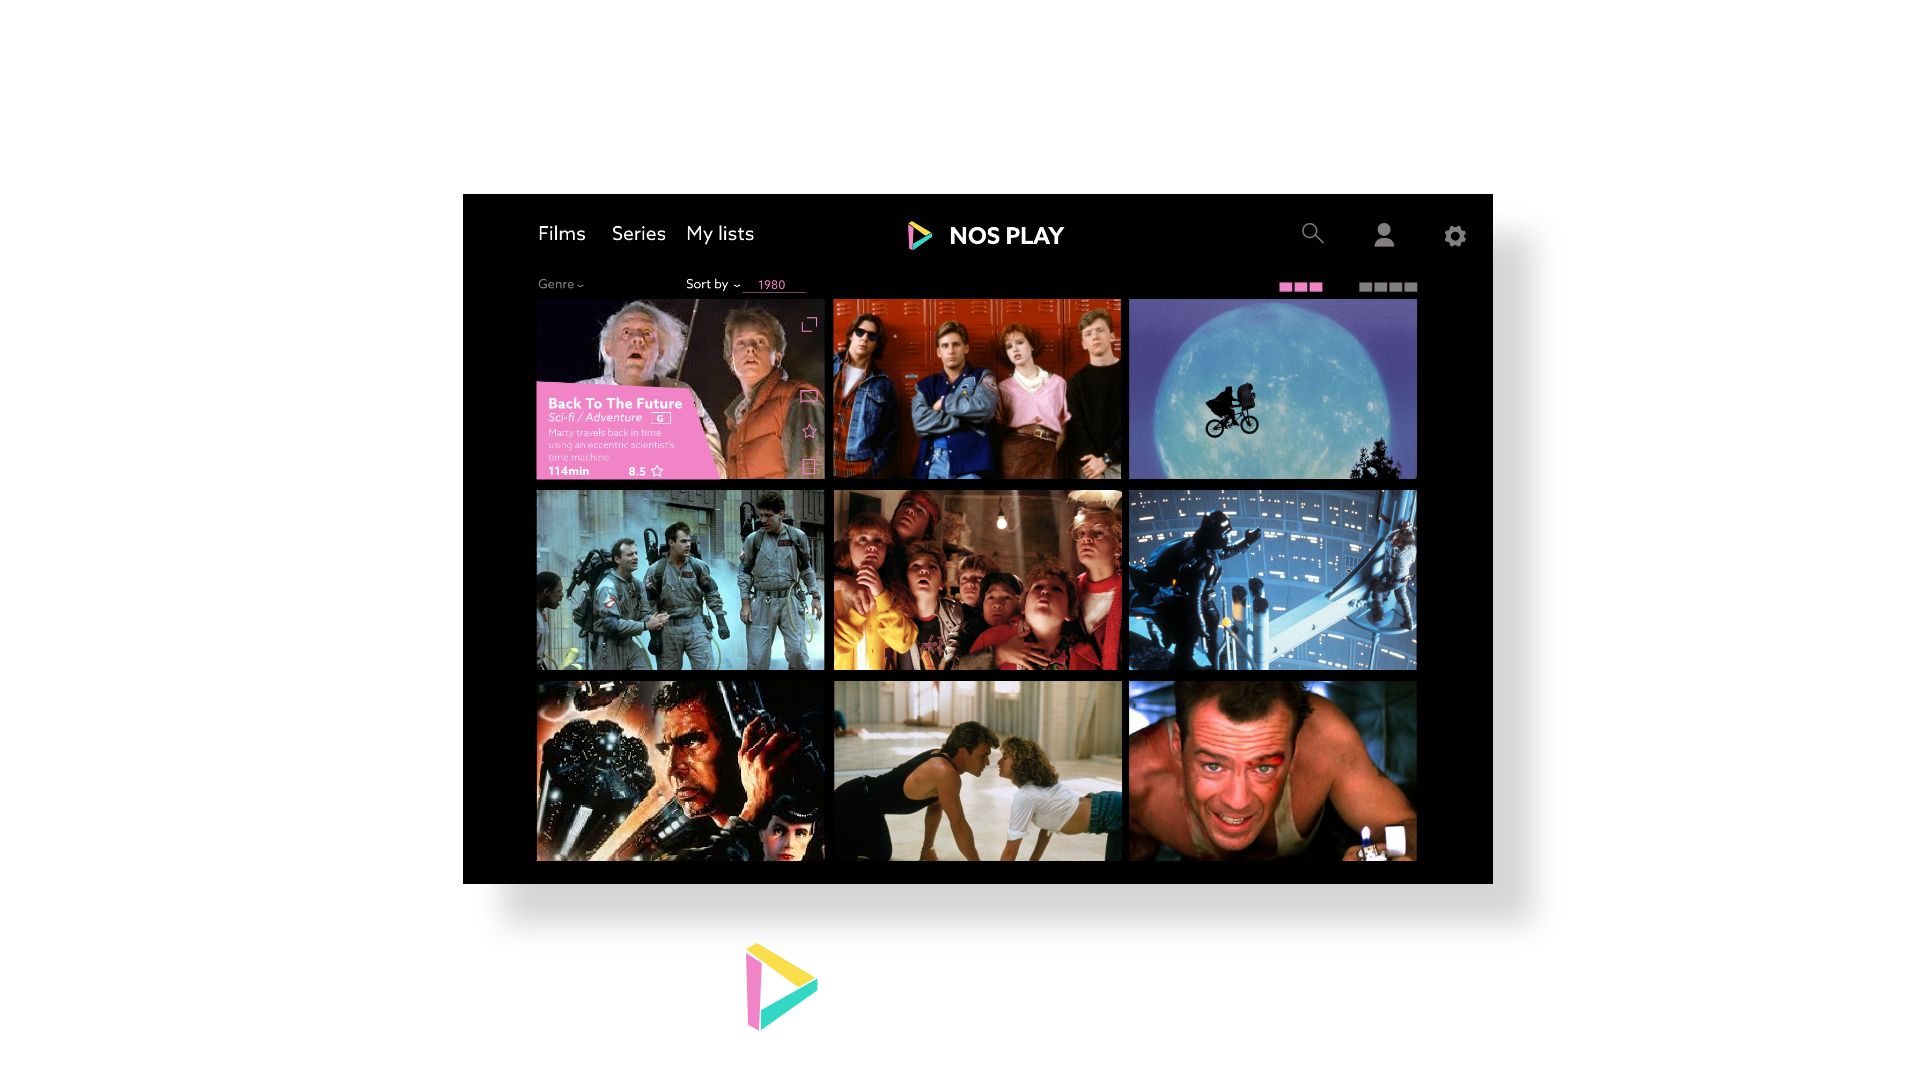 Films Series My lists NOS PLAY
Genre Sort by 1980
Back To The Future
Sci-fi / Adventure G
Marty travels back in time
using an eccentric scientist's
time machine.
114min 8.5